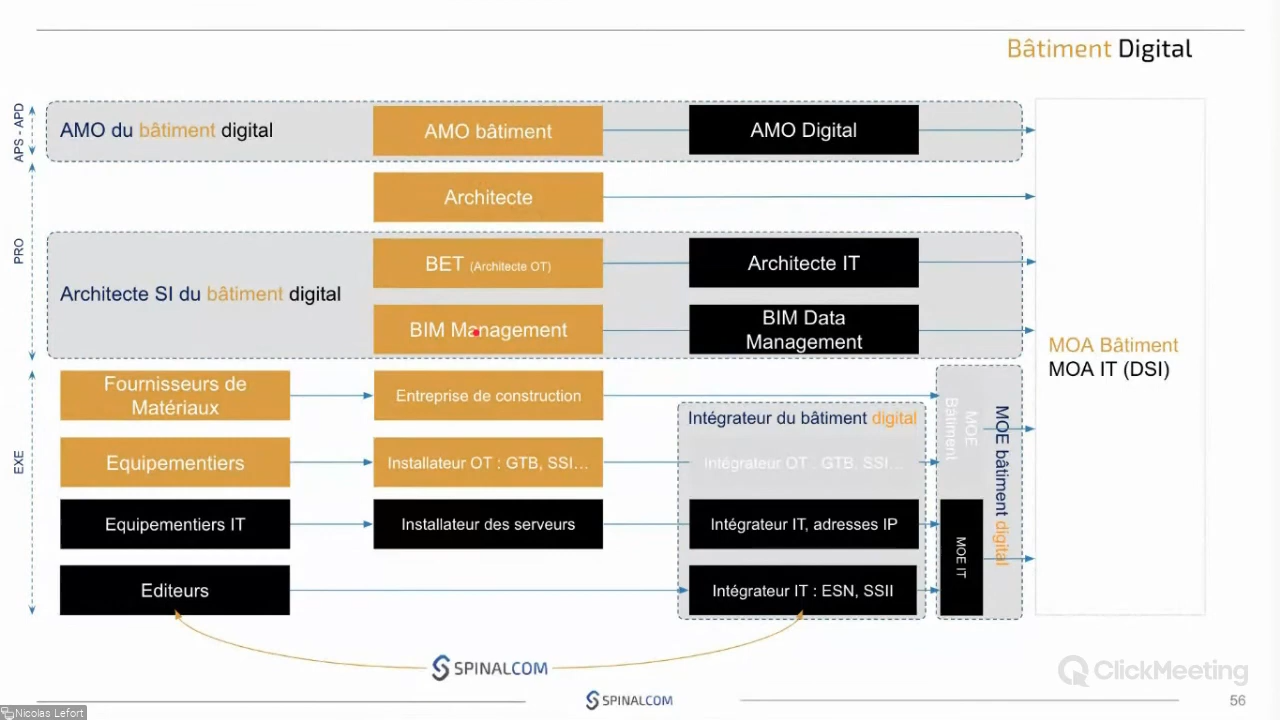 Bâtiment Digital
APS - APD
AMO du bâtiment digital
AMO bâtiment
AMO Digital
Architecte
PRO
Architecte SI du bâtiment digital
BET (Architecte OT)
Architecte IT
BIM Management
BIM Data
Management
MOA Bâtiment
MOA IT (DSI)
EXE
Fournisseurs de
Matériaux
Entreprise de construction
Intégrateur du bâtiment digital
MOE
Bâtiment
MOE bâtiment digital
Equipementiers
Installateur OT : GTB, SSI...
Intégrateur OT : GTB, SSI...
Equipementiers IT
Installateur des serveurs
Intégrateur IT, adresses IP
MOE IT
Editeurs
Intégrateur IT : ESN, SSII
SPINALCOM
ClickMeeting
SPINALCOM
56
Nicolas Lefort